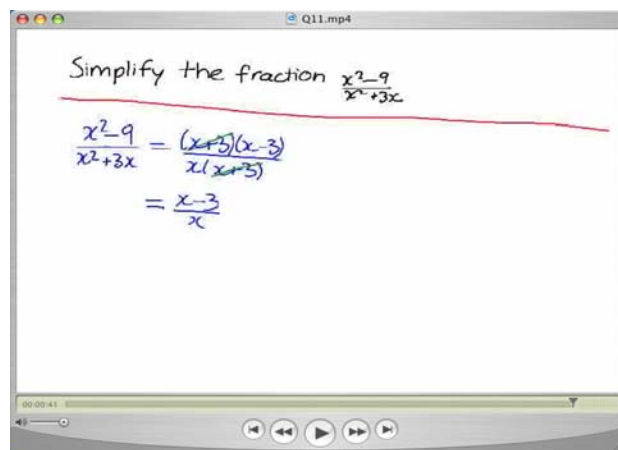 Q11.mp4
Simplify the fraction x²-9/x²+3x
x²-9/x²+3x = (x+3)(x-3)/x(x+3)
= x-3/x
00:00:41